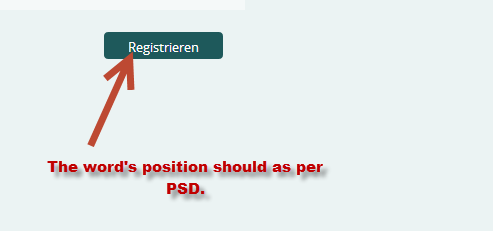 Registrieren
The word's position should as per
PSD.